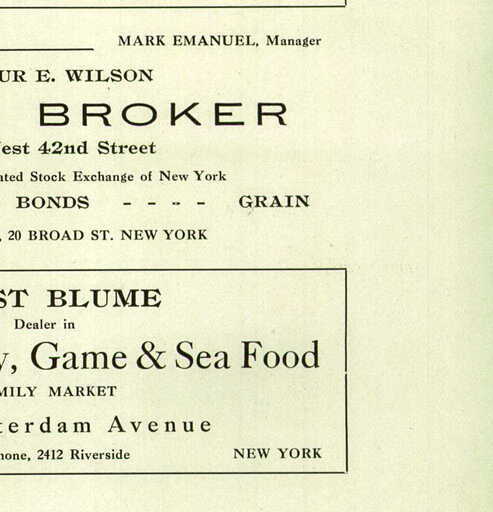 MARK EMANUEL, Manager
UR E. WILSON
BROKER
est 42nd Street
ated Stock Exchange of New York
BONDS - - - - GRAIN
, 20 BROAD ST. NEW YORK
ST BLUME
Dealer in
y, Game & Sea Food
MILY MARKET
terdam Avenue
hone, 2412 Riverside NEW YORK